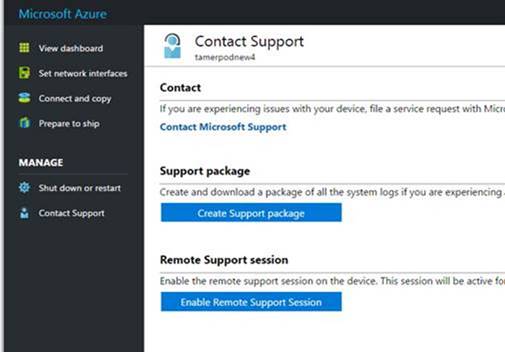 Microsoft Azure
View dashboard
Set network interfaces
Connect and copy
Prepare to ship
MANAGE
Shut down or restart
Contact Support
Contact Support
tamerpodnew4
Contact
If you are experiencing issues with your device, file a service request with Micr
Contact Microsoft Support
Support package
Create and download a package of all the system logs if you are experiencing
Create Support package
Remote Support session
Enable the remote support session on the device. This session will be active fo
Enable Remote Support Session